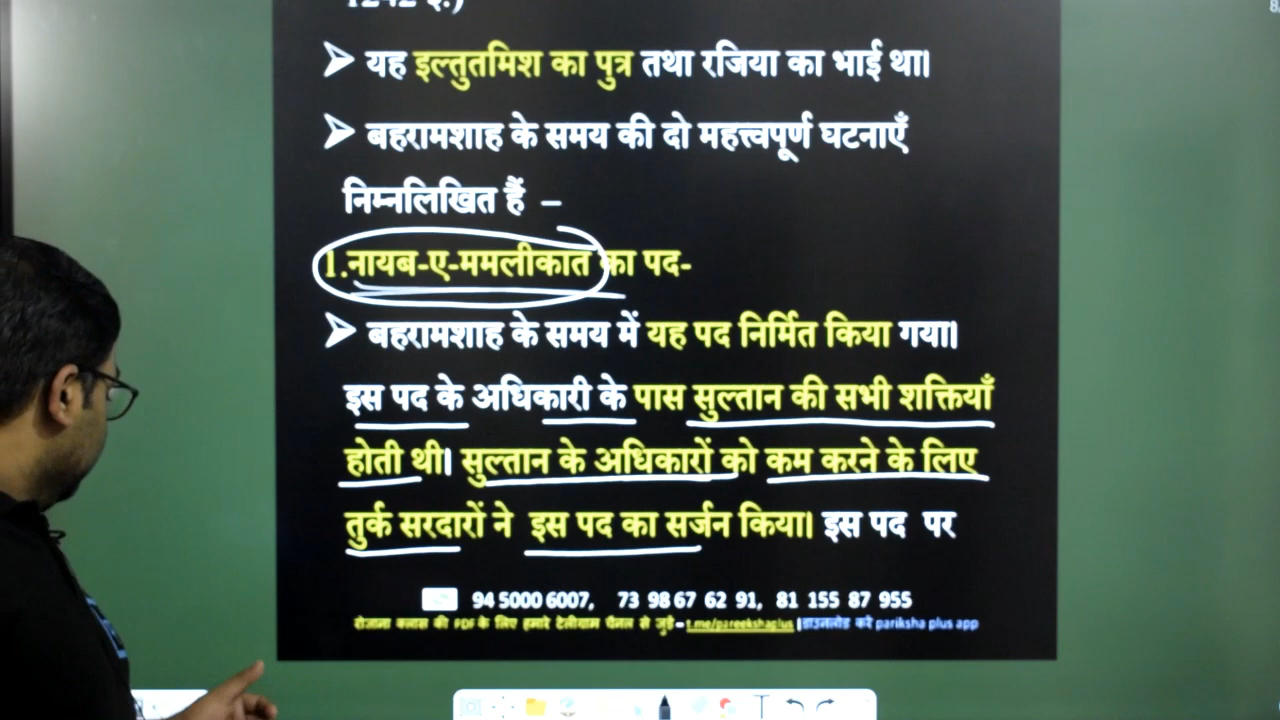 1242 ई.)
➢ यह इल्तुतमिश का पुत्र तथा रजिया का भाई था।
➢ बहरामशाह के समय की दो महत्त्वपूर्ण घटनाएँ
निम्नलिखित हैं –
1.नायब-ए-ममलीकात का पद-
➢ बहरामशाह के समय में यह पद निर्मित किया गया।
इस पद के अधिकारी के पास सुल्तान की सभी शक्तियाँ
होती थी। सुल्तान के अधिकारों को कम करने के लिए
तुर्क सरदारों ने इस पद का सर्जन किया। इस पद पर
94 5000 6007, 73 98 67 62 91, 81 155 87 955
रोजाना क्लास की PDF के लिए हमारे टेलीग्राम चैनल से जुड़ें – t.me/pareekshaplus | डाउनलोड करें pariksha plus app